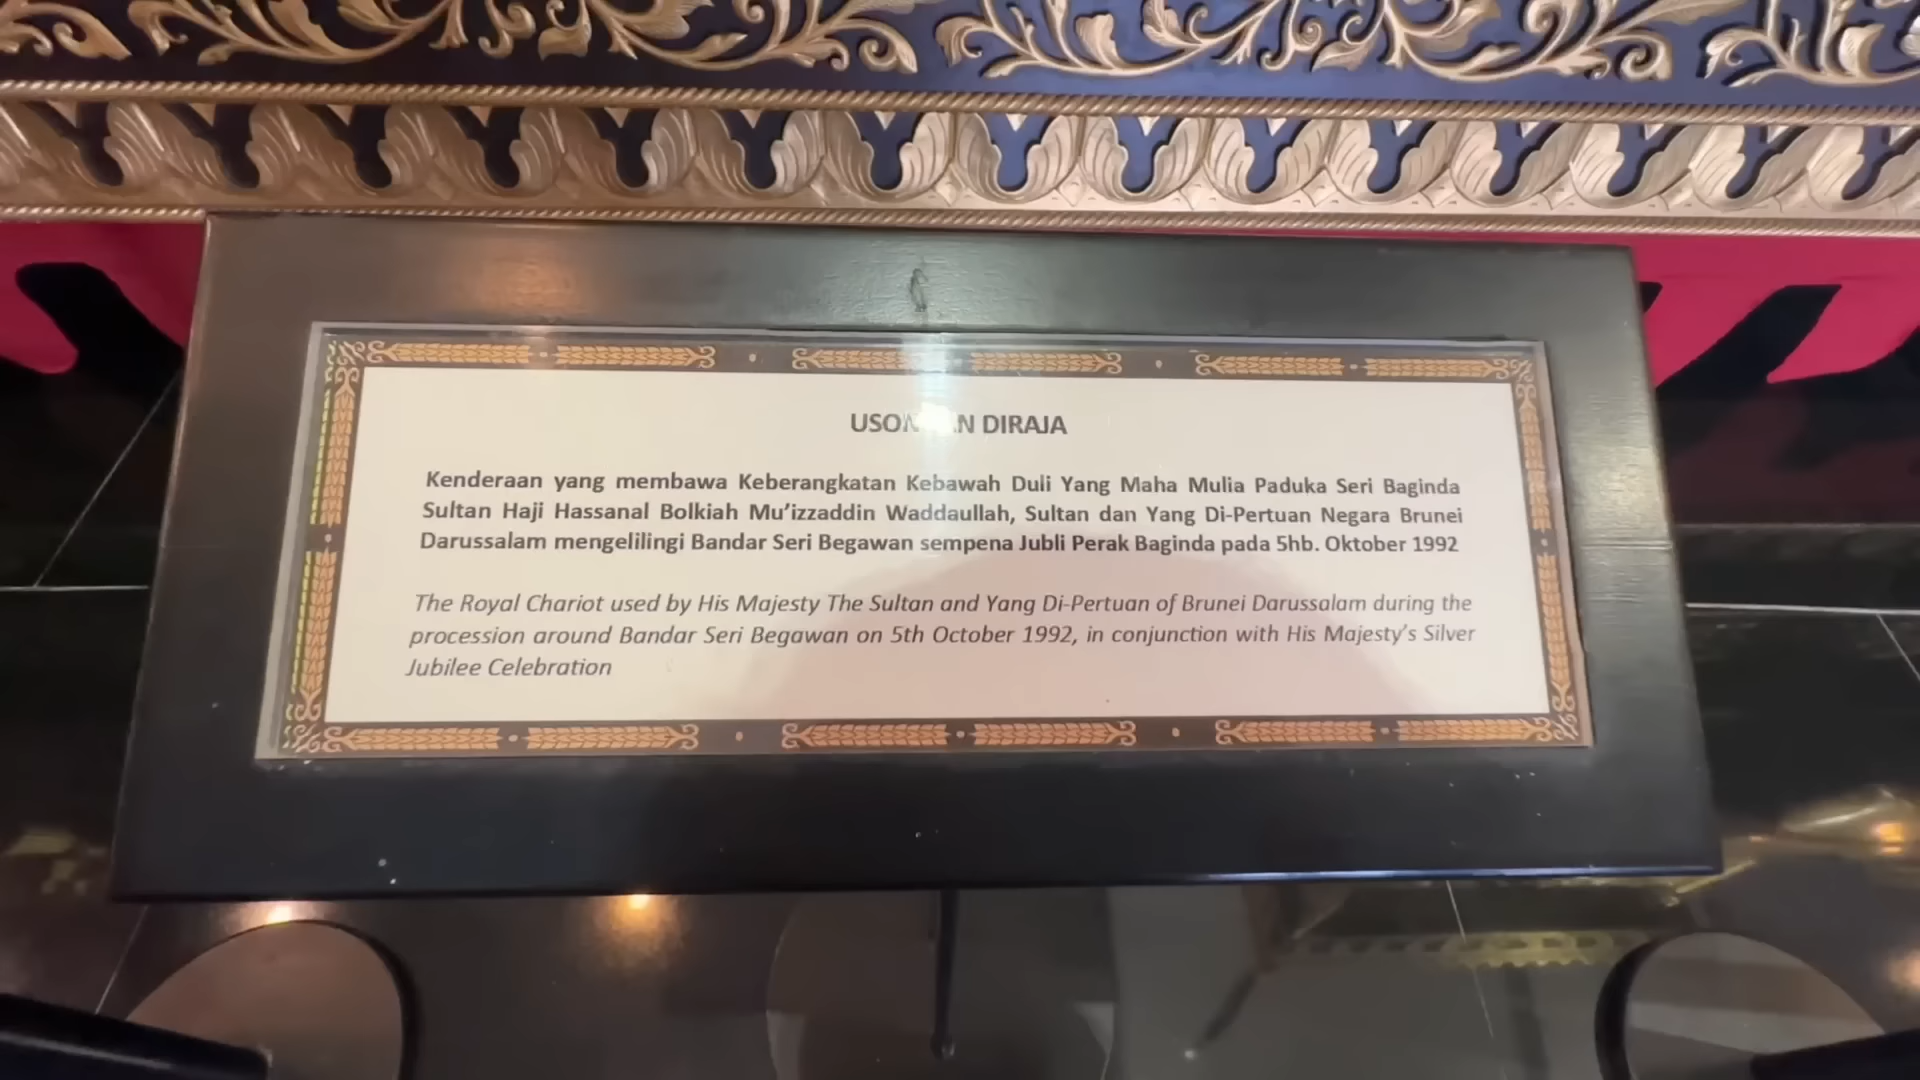 DIRAJA
Kenderaan yang membawa Keberangkatan Kebawah Duli Yang Maha Mulia Paduka Seri Baginda
Sultan Haji Hassanal Bolkiah Mu'izzaddin Waddaullah, Sultan dan Yang Di-Pertuan Negara Brunei
Darussalam mengelilingi Bandar Seri Begawan sempena Jubli Perak Baginda pada 5hb. Oktober 1992
The Royal Chariot used by His Majesty The Sultan and Yang Di-Pertuan of Brunei Darussalam during the
procession around Bandar Seri Begawan on 5th October 1992, in conjunction with His Majesty's Silver
Jubilee Celebration